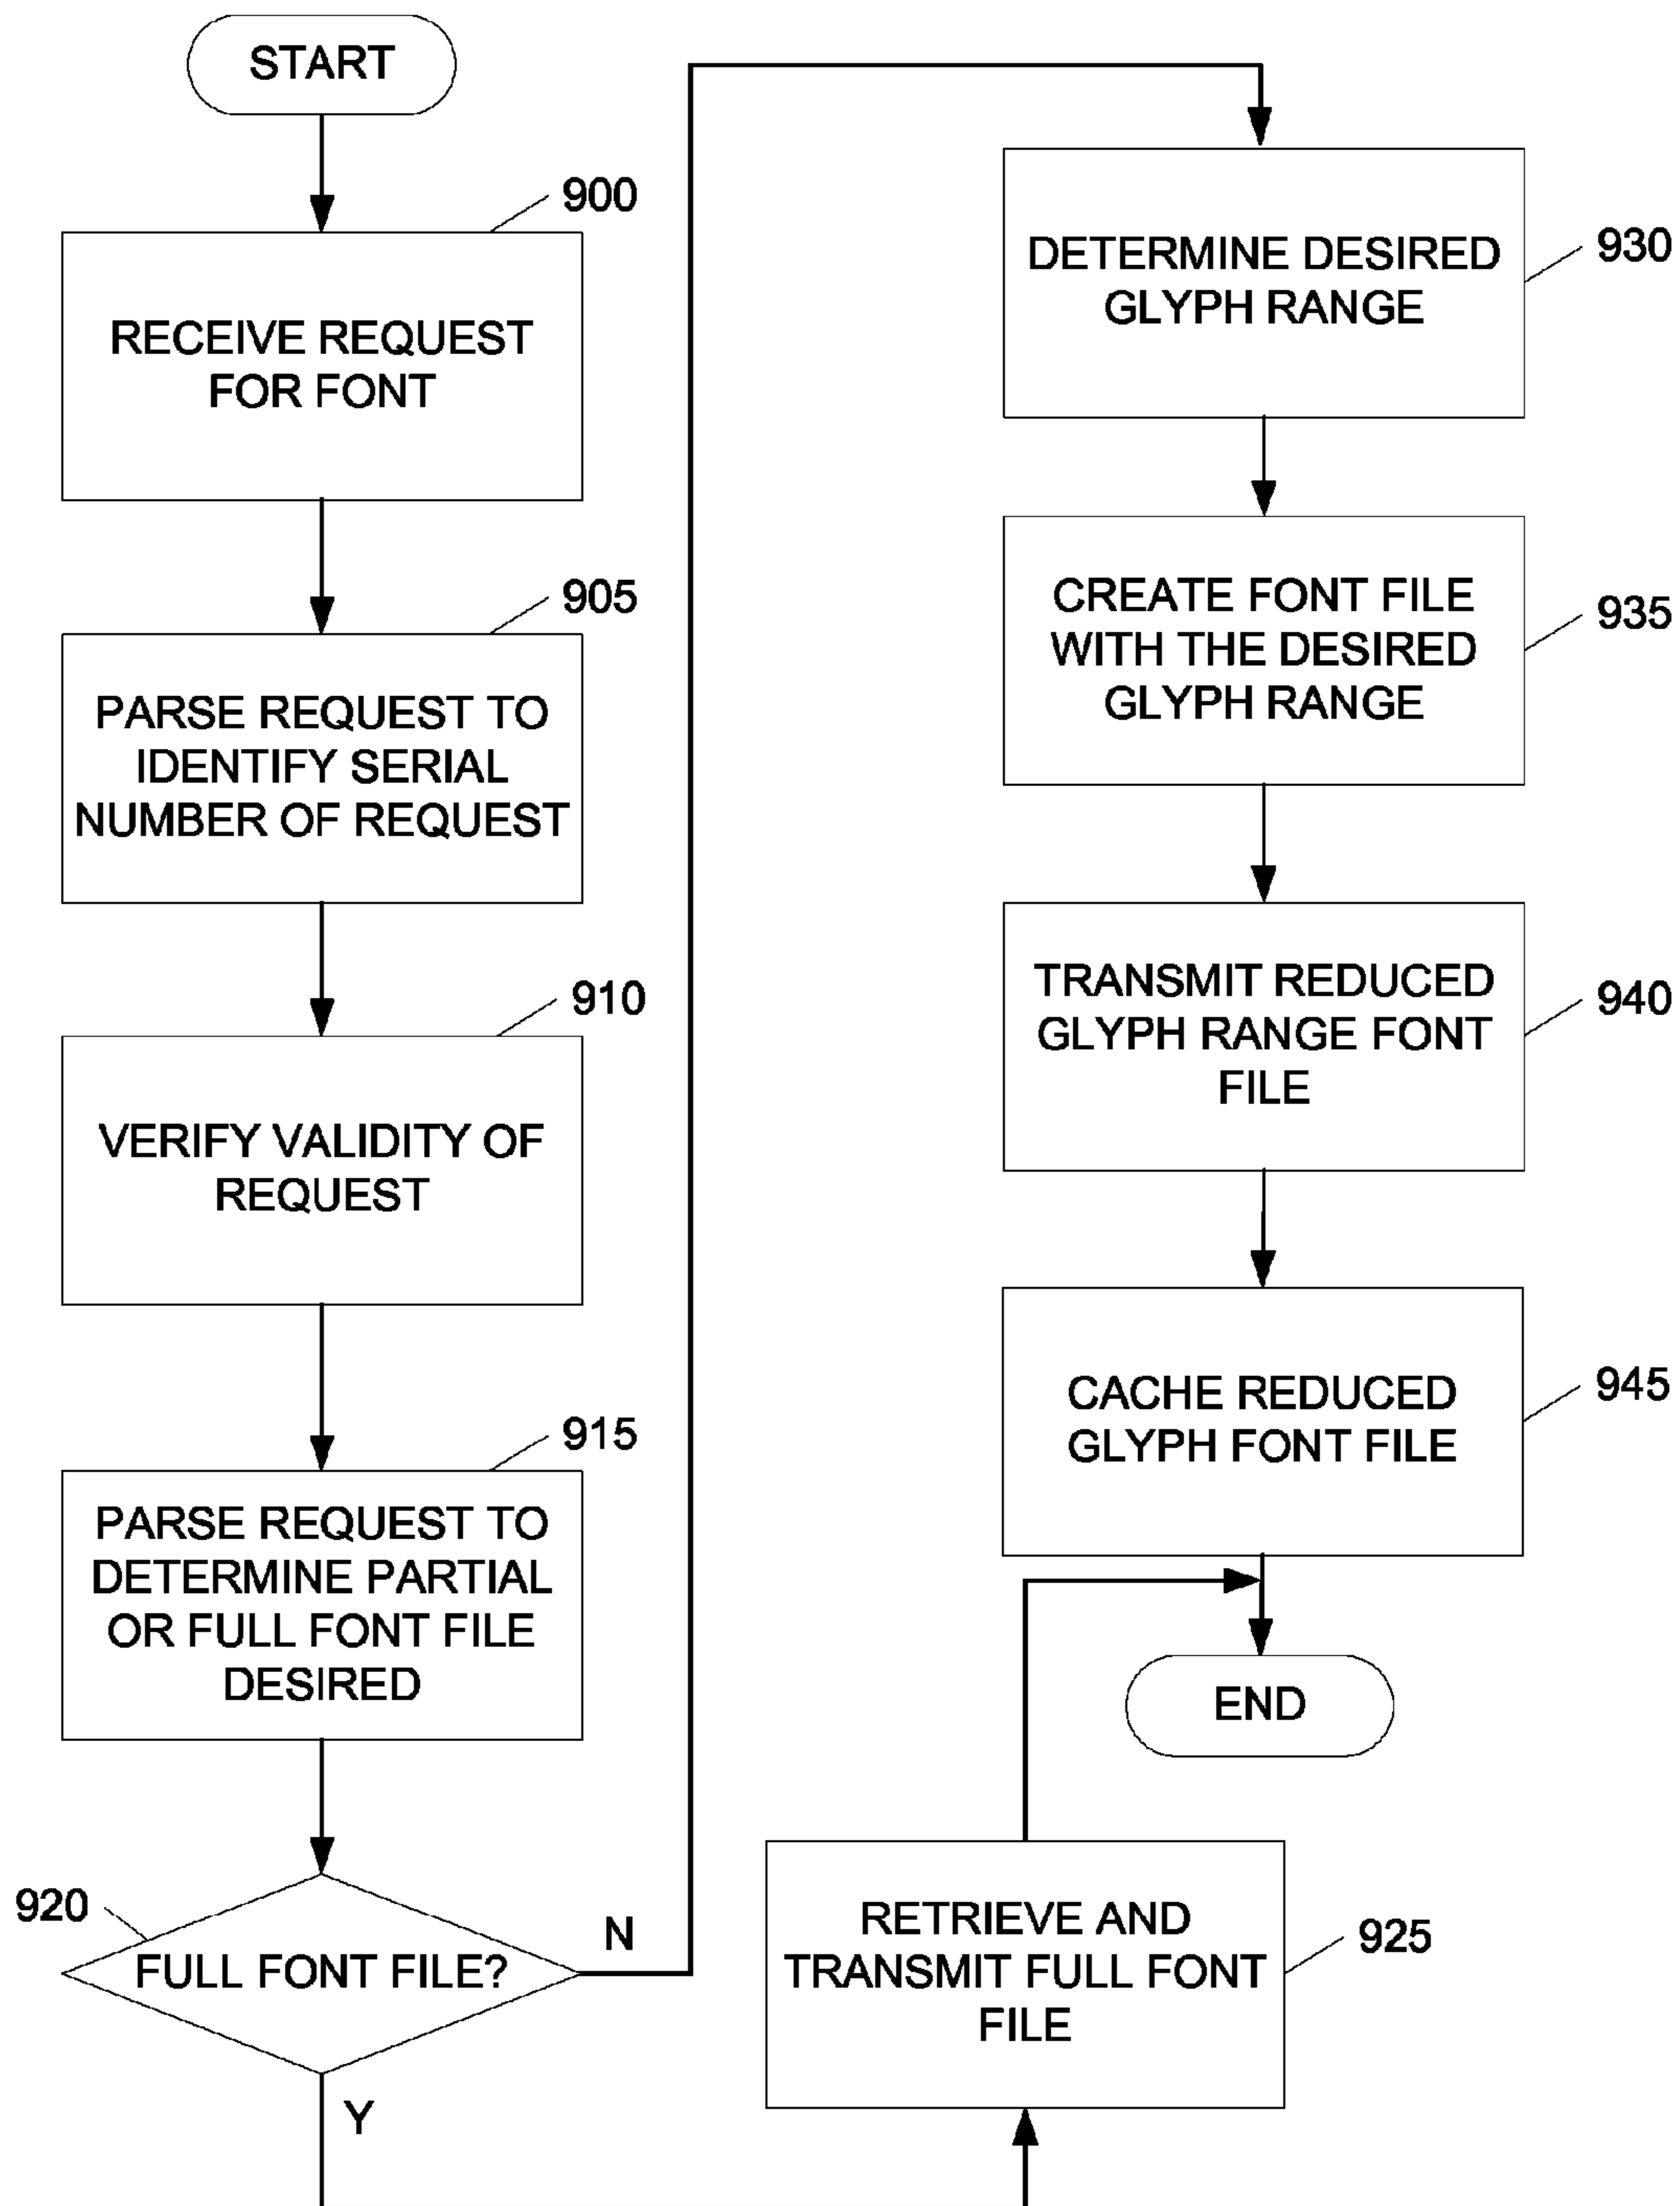 START
900
RECEIVE REQUEST
FOR FONT
905
PARSE REQUEST TO
IDENTIFY SERIAL
NUMBER OF REQUEST
910
VERIFY VALIDITY OF
REQUEST
915
PARSE REQUEST TO
DETERMINE PARTIAL
OR FULL FONT FILE
DESIRED
920
FULL FONT FILE?
N
Y
RETRIEVE AND
TRANSMIT FULL FONT
FILE
925
DETERMINE DESIRED
GLYPH RANGE
930
CREATE FONT FILE
WITH THE DESIRED
GLYPH RANGE
935
TRANSMIT REDUCED
GLYPH RANGE FONT
FILE
940
CACHE REDUCED
GLYPH FONT FILE
945
END